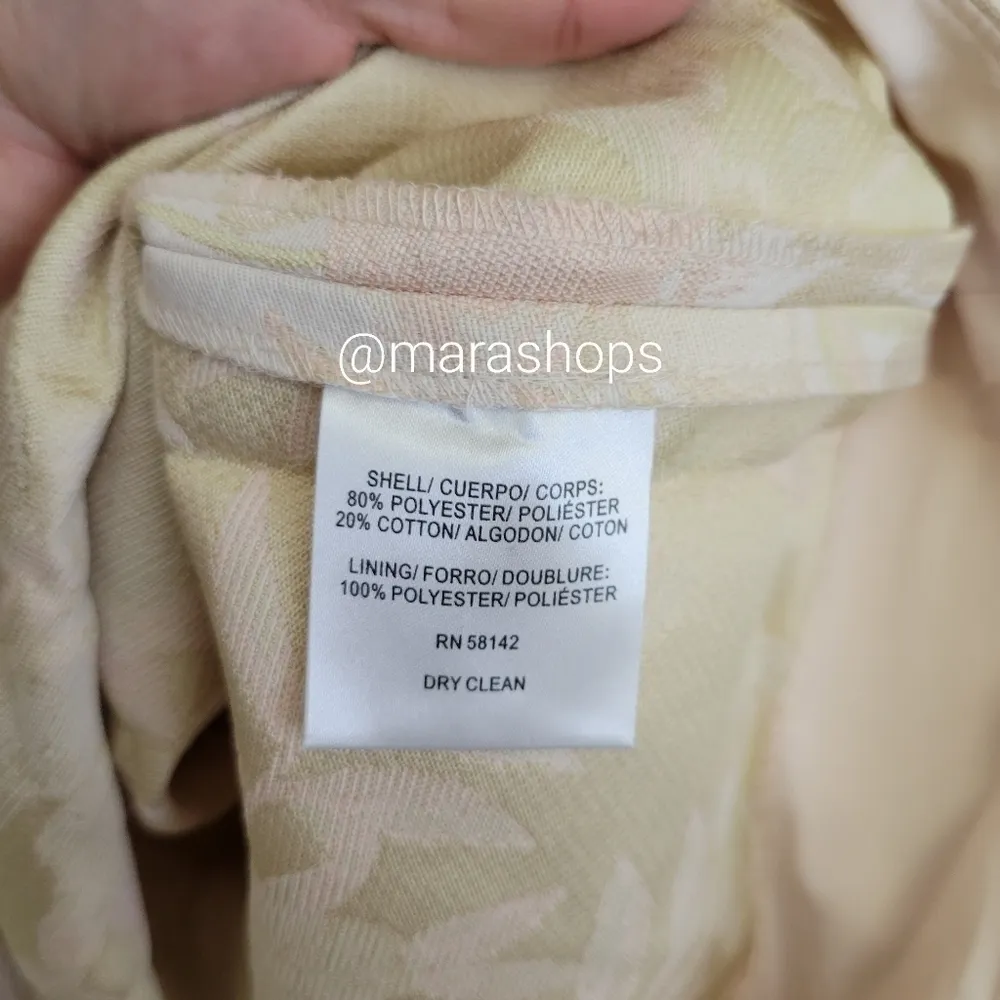 @marashops
SHELL/ CUERPO/ CORPS:
80% POLYESTER/ POLIÉSTER
20% COTTON/ ALGODON/ COTON
LINING/ FORRO/ DOUBLURE:
100% POLYESTER/ POLIÉSTER
RN 58142
DRY CLEAN